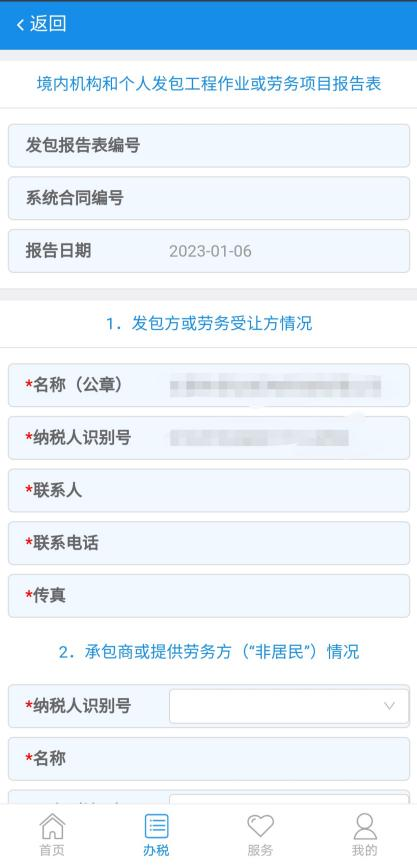 返回
境内机构和个人发包工程作业或劳务项目报告表
发包报告表编号
系统合同编号
报告日期 2023-01-06
1．发包方或劳务受让方情况
*名称（公章）
*纳税人识别号
*联系人
*联系电话
*传真
2．承包商或提供劳务方（“非居民”）情况
*纳税人识别号
*名称
首页 办税 服务 我的